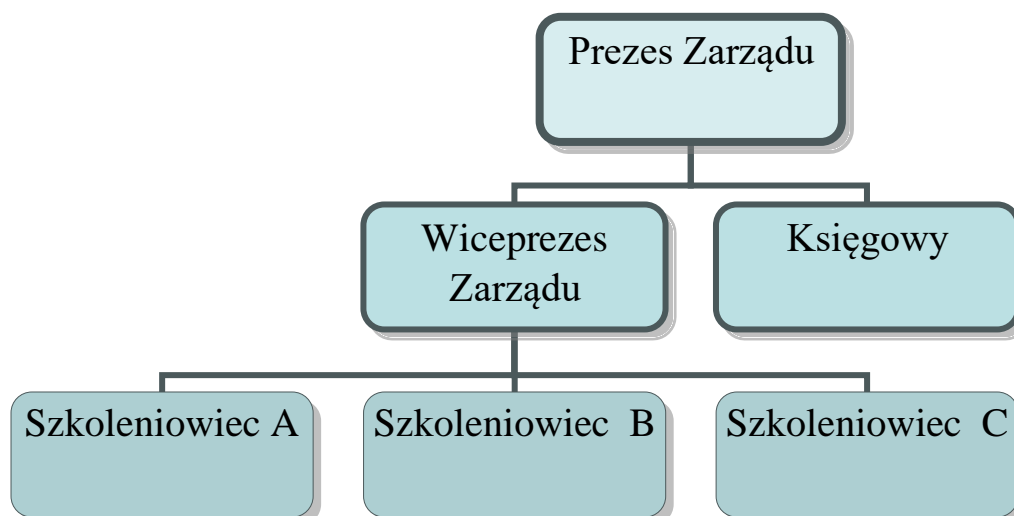 Prezes Zarządu
Wiceprezes
Zarządu
Księgowy
Szkoleniowiec A
Szkoleniowiec B
Szkoleniowiec C